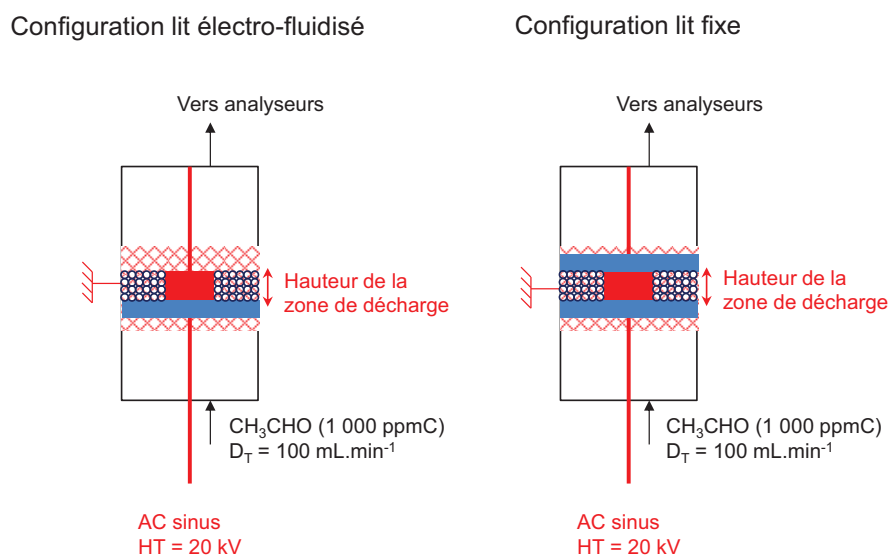 Configuration lit électro-fluidisé
Vers analyseurs
Hauteur de la
zone de décharge
CH₃CHO (1 000 ppmC)
D_T = 100 mL.min⁻¹
AC sinus
HT = 20 kV
Configuration lit fixe
Vers analyseurs
Hauteur de la
zone de décharge
CH₃CHO (1 000 ppmC)
D_T = 100 mL.min⁻¹
AC sinus
HT = 20 kV